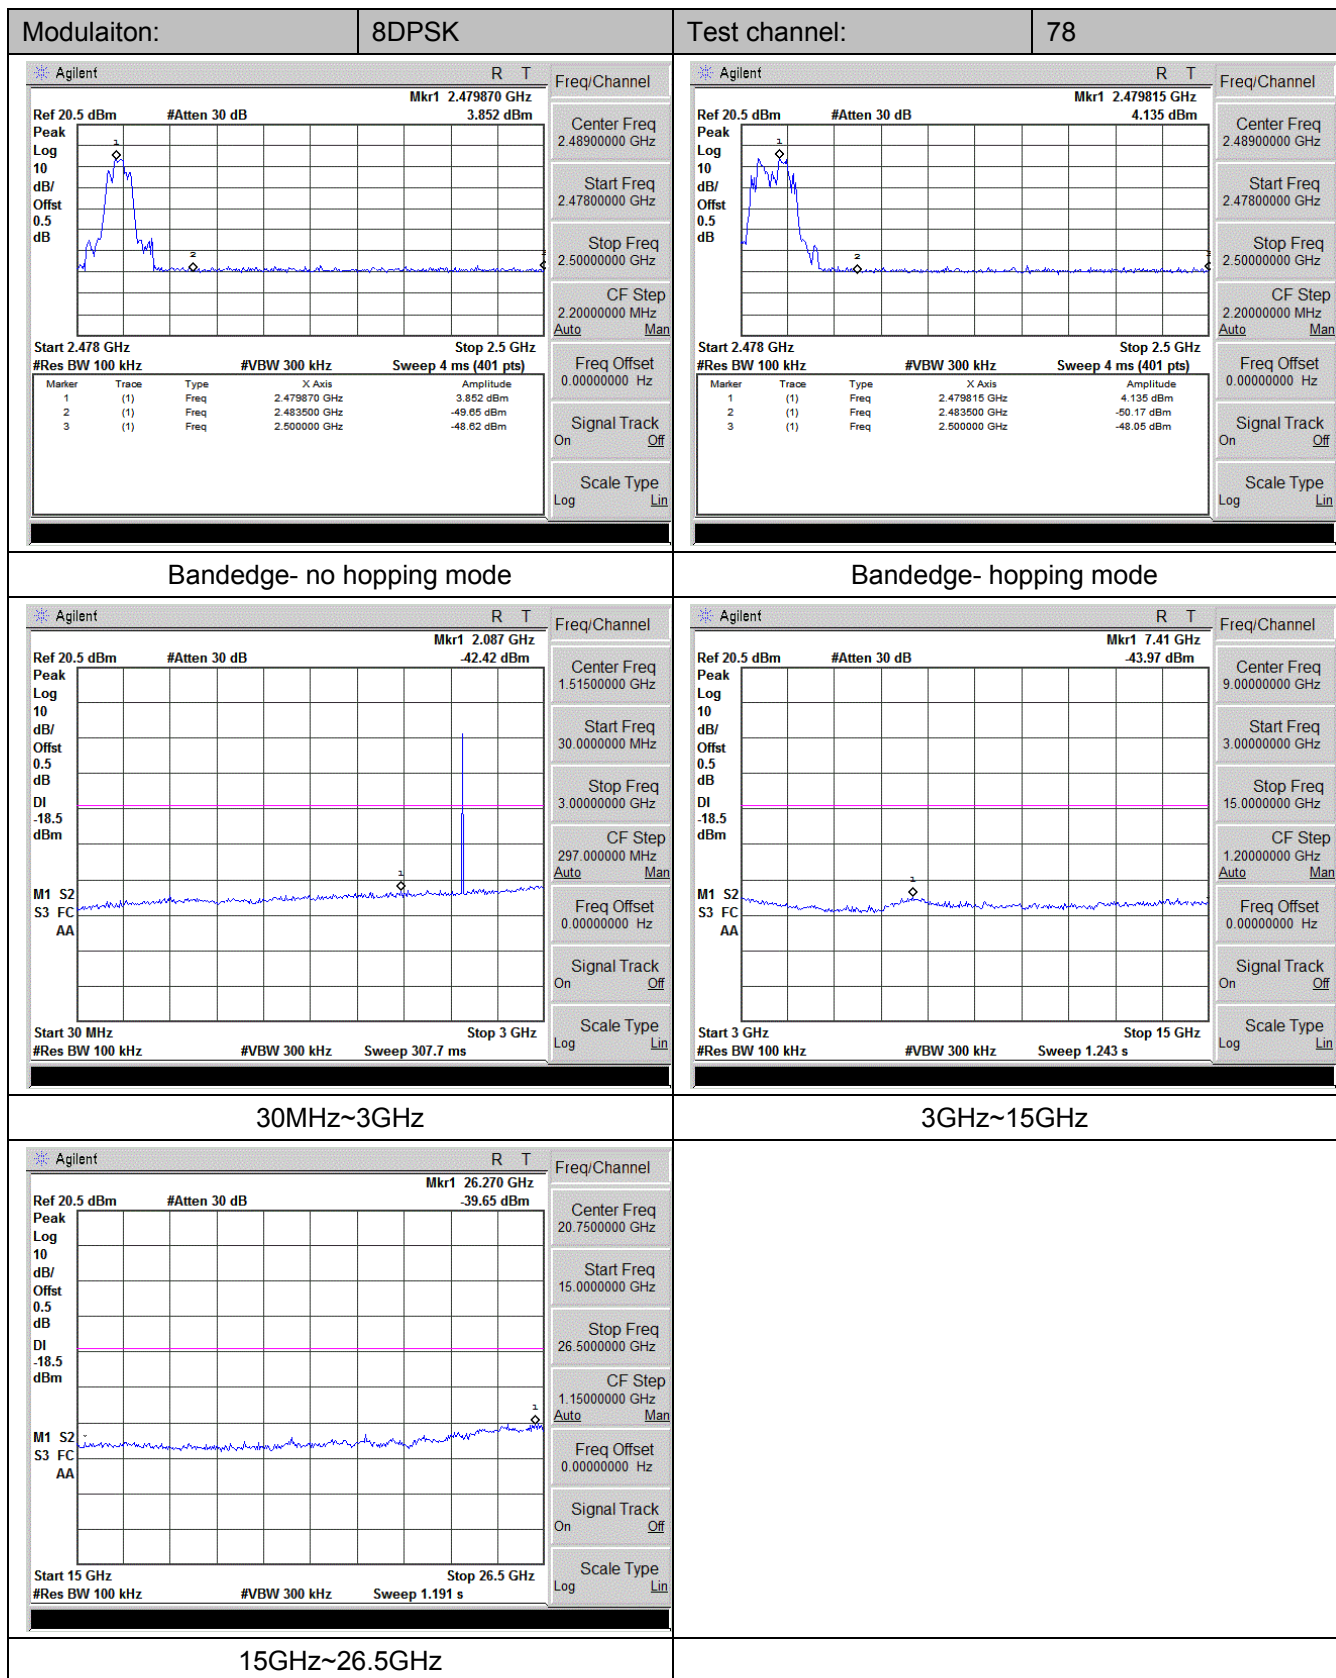 Modulaiton: 8DPSK Test channel: 78
Agilent R T
Mkr1 2.479870 GHz
Ref 20.5 dBm #Atten 30 dB 3.852 dBm
Peak
Log
10
dB/
Offst
0.5
dB
1
2
Start 2.478 GHz Stop 2.5 GHz
#Res BW 100 kHz #VBW 300 kHz Sweep 4 ms (401 pts)
Marker Trace Type X Axis Amplitude
1 (1) Freq 2.479870 GHz 3.852 dBm
2 (1) Freq 2.483500 GHz -49.65 dBm
3 (1) Freq 2.500000 GHz -48.62 dBm
Freq/Channel
Center Freq
2.48900000 GHz
Start Freq
2.47800000 GHz
Stop Freq
2.50000000 GHz
CF Step
2.20000000 MHz
Auto Man
Freq Offset
0.00000000 Hz
Signal Track
On Off
Scale Type
Log Lin
Agilent R T
Mkr1 2.479815 GHz
Ref 20.5 dBm #Atten 30 dB 4.135 dBm
Peak
Log
10
dB/
Offst
0.5
dB
1
2
Start 2.478 GHz Stop 2.5 GHz
#Res BW 100 kHz #VBW 300 kHz Sweep 4 ms (401 pts)
Marker Trace Type X Axis Amplitude
1 (1) Freq 2.479815 GHz 4.135 dBm
2 (1) Freq 2.483500 GHz -50.17 dBm
3 (1) Freq 2.500000 GHz -48.05 dBm
Freq/Channel
Center Freq
2.48900000 GHz
Start Freq
2.47800000 GHz
Stop Freq
2.50000000 GHz
CF Step
2.20000000 MHz
Auto Man
Freq Offset
0.00000000 Hz
Signal Track
On Off
Scale Type
Log Lin
Bandedge- no hopping mode Bandedge- hopping mode
Agilent R T
Mkr1 2.087 GHz
Ref 20.5 dBm #Atten 30 dB -42.42 dBm
Peak
Log
10
dB/
Offst
0.5
dB
DI
-18.5
dBm
1
M1 S2
S3 FC
AA
Start 30 MHz Stop 3 GHz
#Res BW 100 kHz #VBW 300 kHz Sweep 307.7 ms
Freq/Channel
Center Freq
1.51500000 GHz
Start Freq
30.0000000 MHz
Stop Freq
3.00000000 GHz
CF Step
297.000000 MHz
Auto Man
Freq Offset
0.00000000 Hz
Signal Track
On Off
Scale Type
Log Lin
Agilent R T
Mkr1 7.41 GHz
Ref 20.5 dBm #Atten 30 dB -43.97 dBm
Peak
Log
10
dB/
Offst
0.5
dB
DI
-18.5
dBm
1
M1 S2
S3 FC
AA
Start 3 GHz Stop 15 GHz
#Res BW 100 kHz #VBW 300 kHz Sweep 1.243 s
Freq/Channel
Center Freq
9.00000000 GHz
Start Freq
3.00000000 GHz
Stop Freq
15.0000000 GHz
CF Step
1.20000000 GHz
Auto Man
Freq Offset
0.00000000 Hz
Signal Track
On Off
Scale Type
Log Lin
30MHz~3GHz 3GHz~15GHz
Agilent R T
Mkr1 26.270 GHz
Ref 20.5 dBm #Atten 30 dB -39.65 dBm
Peak
Log
10
dB/
Offst
0.5
dB
DI
-18.5
dBm
1
M1 S2
S3 FC
AA
Start 15 GHz Stop 26.5 GHz
#Res BW 100 kHz #VBW 300 kHz Sweep 1.191 s
Freq/Channel
Center Freq
20.7500000 GHz
Start Freq
15.0000000 GHz
Stop Freq
26.5000000 GHz
CF Step
1.15000000 GHz
Auto Man
Freq Offset
0.00000000 Hz
Signal Track
On Off
Scale Type
Log Lin
15GHz~26.5GHz